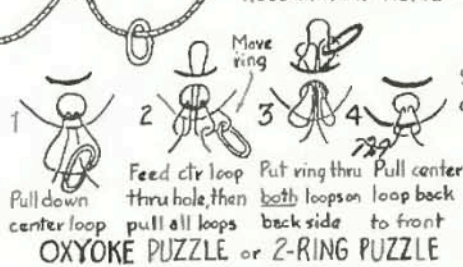 Move
ring
1
2
3
4
Pull down
center loop
Feed ctr loop
thru hole, then
pull all loops
Put ring thru
both loops on
back side
Pull center
loop back
to front
OXYOKE PUZZLE or 2-RING PUZZLE